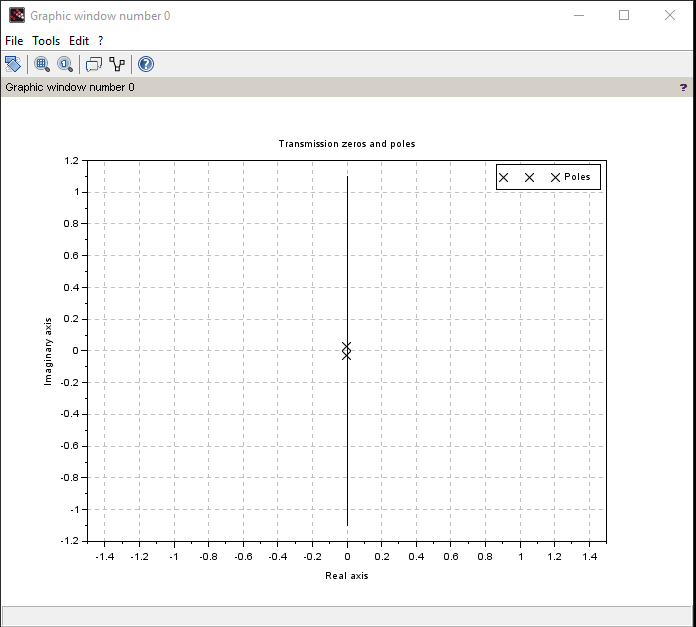 Graphic window number 0
File Tools Edit ?
Graphic window number 0 ?
Transmission zeros and poles
Poles
1.2
1
0.8
0.6
0.4
0.2
0
-0.2
-0.4
-0.6
-0.8
-1
-1.2
Imaginary axis
-1.4 -1.2 -1 -0.8 -0.6 -0.4 -0.2 0 0.2 0.4 0.6 0.8 1 1.2 1.4
Real axis